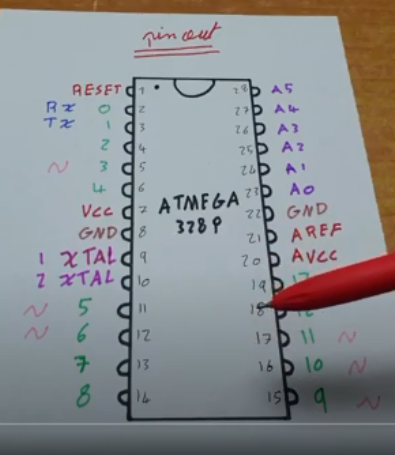 pinout
RESET 1 28 A5
Rx 0 2 27 A4
Tx 1 3 26 A3
2 4 25 A2
~ 3 5 24 A1
4 6 23 A0
Vcc 7 22 GND
GND 8 21 AREF
1 XTAL 9 20 AVCC
2 XTAL 10 19
~ 5 11 18
~ 6 12 17 11 ~
7 13 16 10 ~
8 14 15 9 ~
ATMEGA
328P